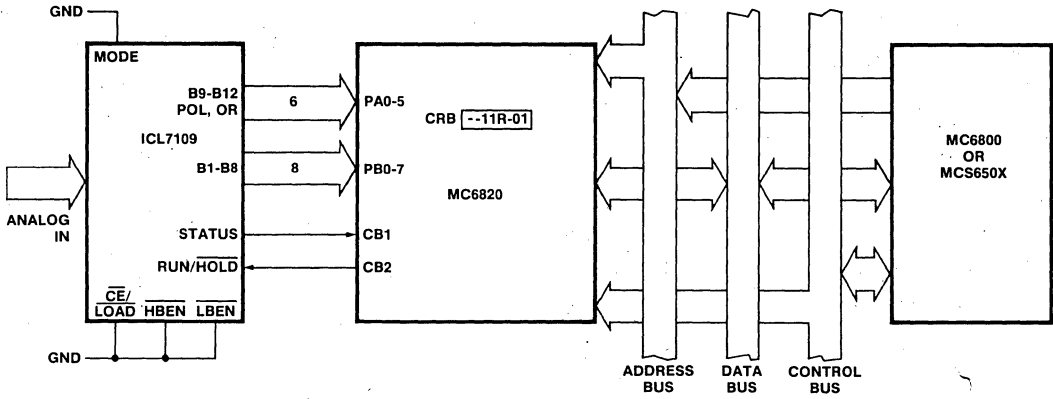 GND
MODE
B9-B12
POL, OR
6
PA0-5
CRB --11R-01
ICL7109
B1-B8
8
PB0-7
MC6820
MC6800
OR
MCS650X
ANALOG
IN
STATUS
CB1
RUN/HOLD
CB2
CE/
LOAD
HBEN
LBEN
GND
ADDRESS
BUS
DATA
BUS
CONTROL
BUS